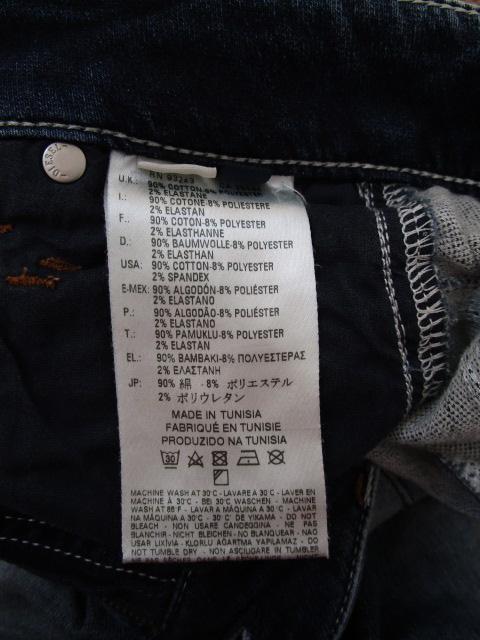 DIESEL
RN 93243
U.K.: 90% COTTON-8% POLYESTER
2% ELASTANE
I.: 90% COTONE-8% POLIESTERE
2% ELASTAN
F.: 90% COTON-8% POLYESTER
2% ELASTHANNE
D.: 90% BAUMWOLLE-8% POLYESTER
2% ELASTHAN
USA: 90% COTTON-8% POLYESTER
2% SPANDEX
E-MEX: 90% ALGODÓN-8% POLIÉSTER
2% ELASTANO
P.: 90% ALGODÃO-8% POLIÉSTER
2% ELASTANO
T.: 90% PAMUKLU-8% POLYESTER
2% ELASTAN
EL.: 90% BAMBAKI-8% ΠΟΛΥΕΣΤΕΡΑΣ
2% ΕΛΑΣΤΑΝΗ
JP: 90% 綿 - 8% ポリエステル
2% ポリウレタン
MADE IN TUNISIA
FABRIQUÉ EN TUNISIE
PRODUZIDO NA TUNISIA
30
MACHINE WASH AT 30°C - LAVARE A 30°C - LAVER EN
MACHINE À 30°C - BEI 30°C WASCHEN - MACHINE
WASH AT 86°F - LAVAR A 30°C - LAVAR NA
MÁQUINA A 30°C - 30°C' DE YIKAMA - DO NOT
BLEACH - NON USARE CANDEGGINA - NE PAS
BLANCHIR - NICHT BLEICHEN - NO BLANQUEAR - NÃO
USAR LIXÍVIA - KLORLU AĞARTMA YAPILAMAZ - DO
NOT TUMBLE DRY - NON ASCIUGARE IN TUMBLER